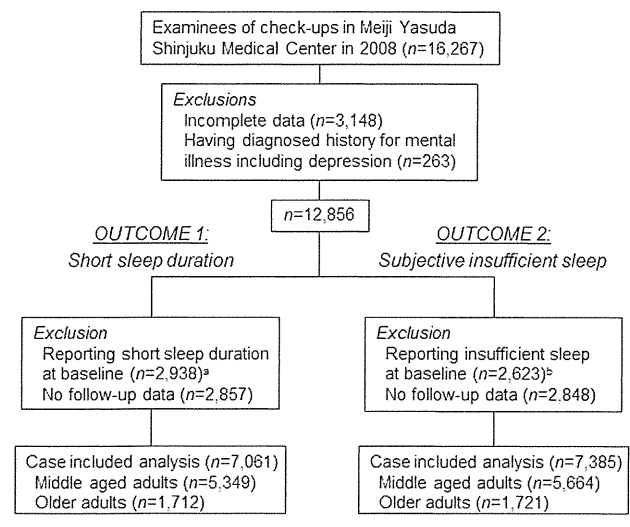 Examinees of check-ups in Meiji Yasuda
Shinjuku Medical Center in 2008 (n=16,267)
Exclusions
Incomplete data (n=3,148)
Having diagnosed history for mental
illness including depression (n=263)
n=12,856
OUTCOME 1:
Short sleep duration
OUTCOME 2:
Subjective insufficient sleep
Exclusion
Reporting short sleep duration
at baseline (n=2,938)a
No follow-up data (n=2,857)
Exclusion
Reporting insufficient sleep
at baseline (n=2,623)b
No follow-up data (n=2,848)
Case included analysis (n=7,061)
Middle aged adults (n=5,349)
Older adults (n=1,712)
Case included analysis (n=7,385)
Middle aged adults (n=5,664)
Older adults (n=1,721)